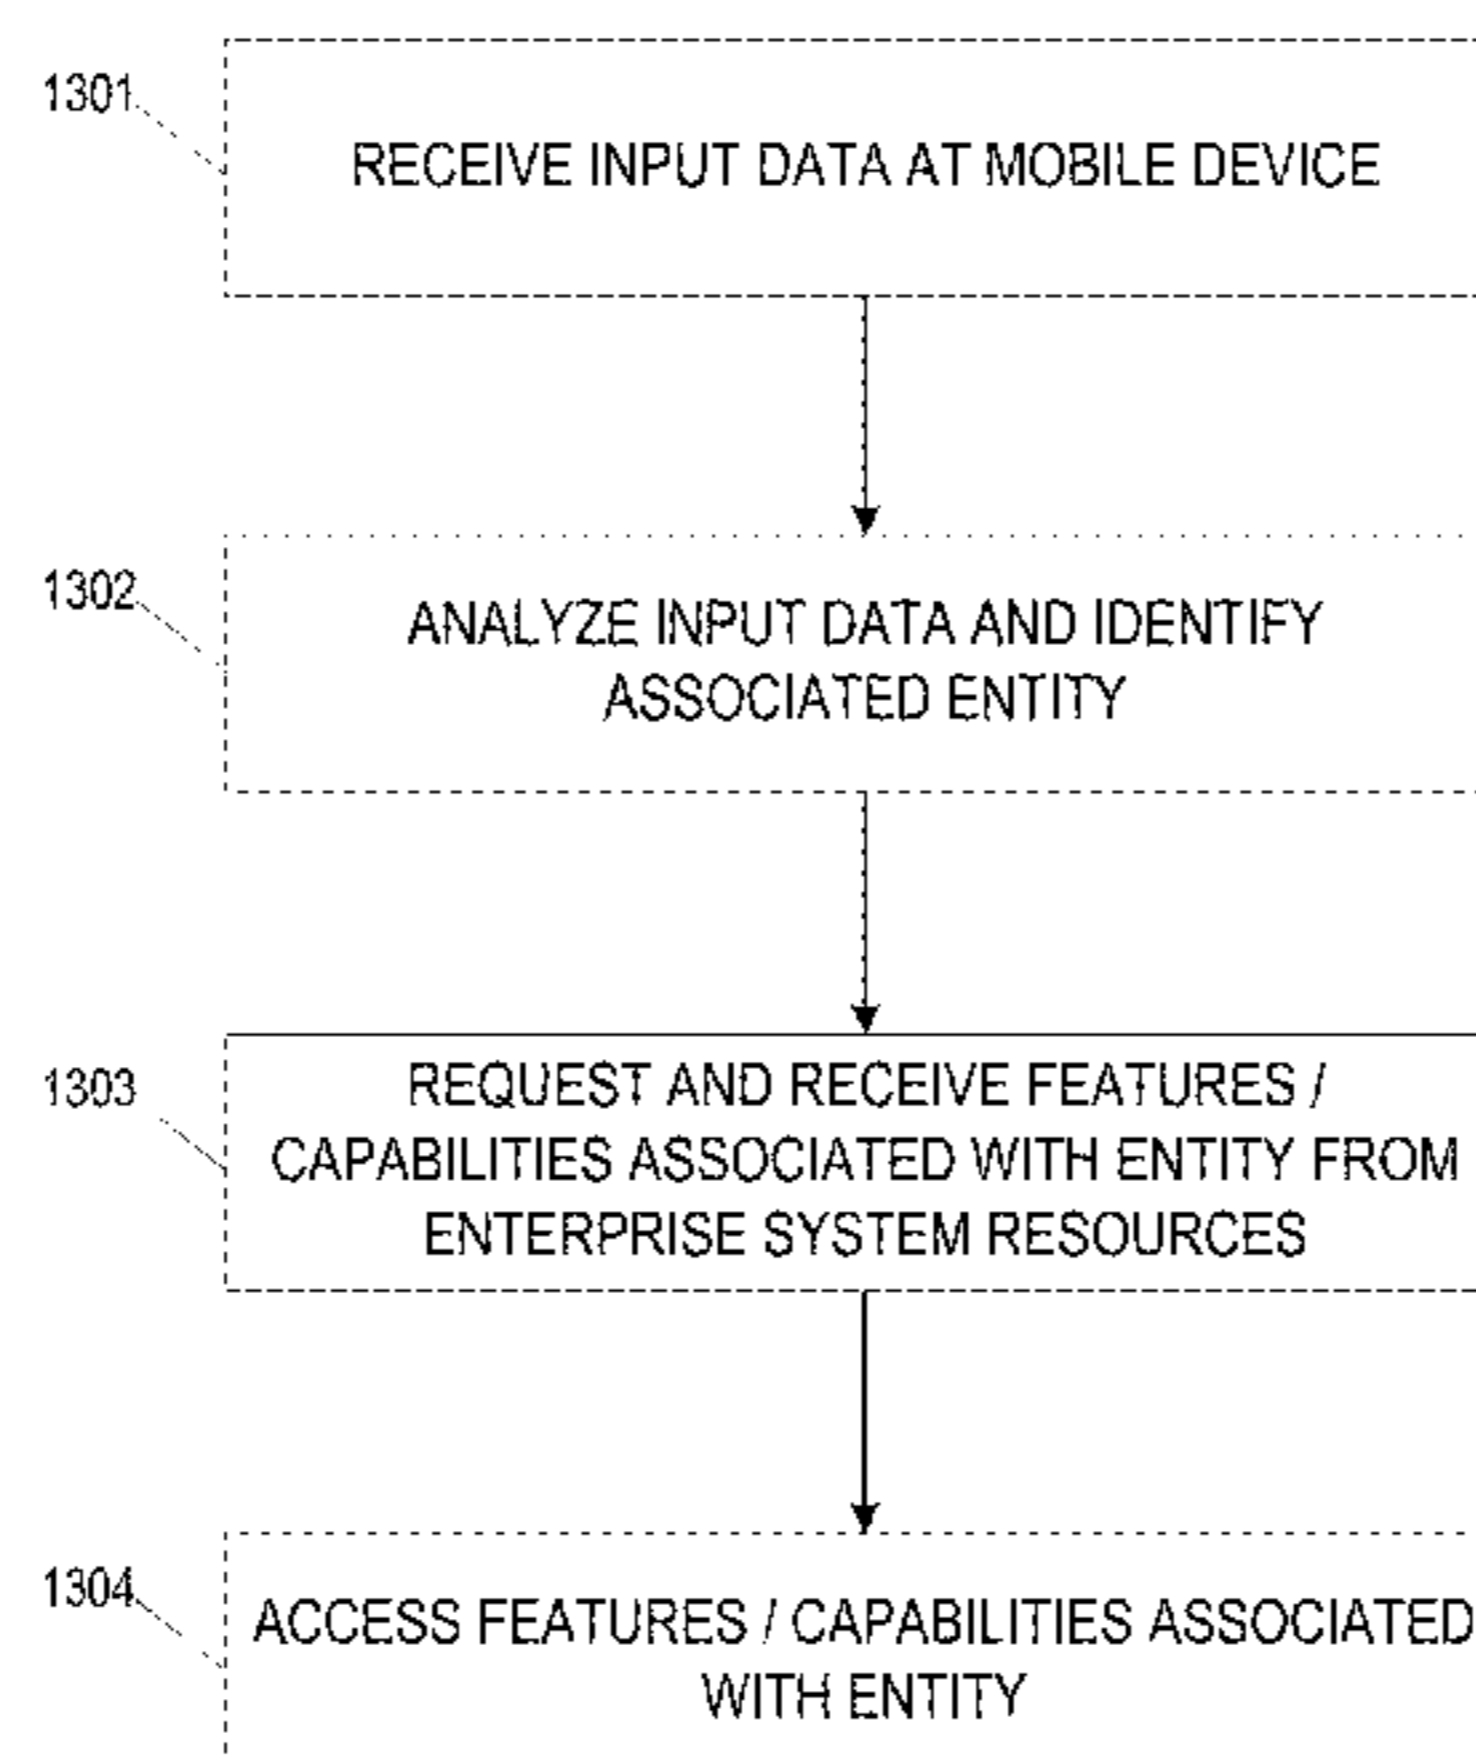 1301
RECEIVE INPUT DATA AT MOBILE DEVICE
1302
ANALYZE INPUT DATA AND IDENTIFY
ASSOCIATED ENTITY
1303
REQUEST AND RECEIVE FEATURES /
CAPABILITIES ASSOCIATED WITH ENTITY FROM
ENTERPRISE SYSTEM RESOURCES
1304
ACCESS FEATURES / CAPABILITIES ASSOCIATED
WITH ENTITY